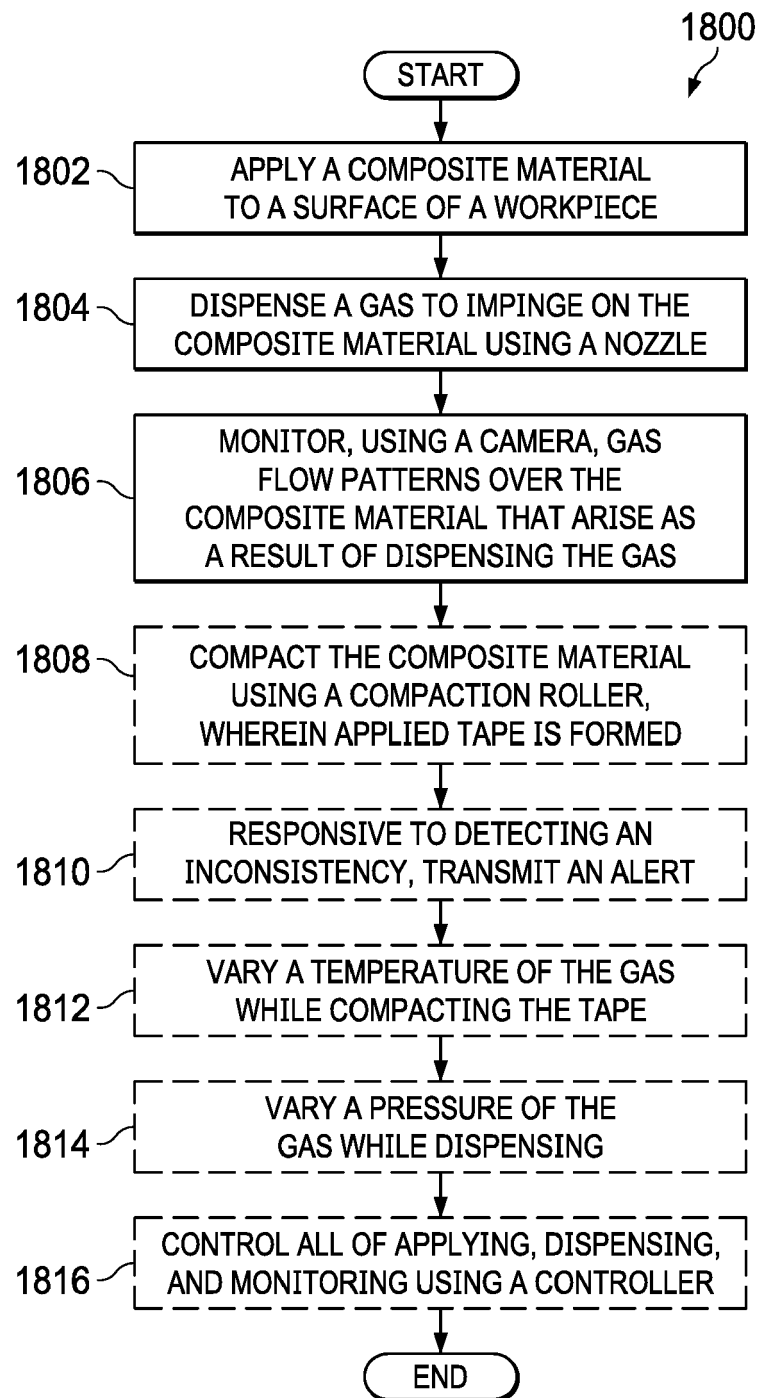 1800
START
1802
APPLY A COMPOSITE MATERIAL
TO A SURFACE OF A WORKPIECE
1804
DISPENSE A GAS TO IMPINGE ON THE
COMPOSITE MATERIAL USING A NOZZLE
1806
MONITOR, USING A CAMERA, GAS
FLOW PATTERNS OVER THE
COMPOSITE MATERIAL THAT ARISE AS
A RESULT OF DISPENSING THE GAS
1808
COMPACT THE COMPOSITE MATERIAL
USING A COMPACTION ROLLER,
WHEREIN APPLIED TAPE IS FORMED
1810
RESPONSIVE TO DETECTING AN
INCONSISTENCY, TRANSMIT AN ALERT
1812
VARY A TEMPERATURE OF THE GAS
WHILE COMPACTING THE TAPE
1814
VARY A PRESSURE OF THE
GAS WHILE DISPENSING
1816
CONTROL ALL OF APPLYING, DISPENSING,
AND MONITORING USING A CONTROLLER
END